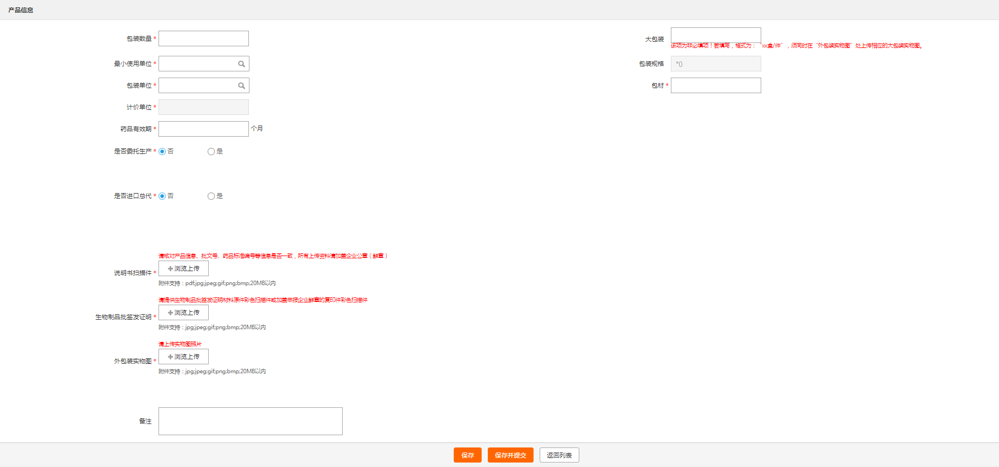 产品信息
包装数量 *
大包装
该项为非必填项！若填写，格式为：“xx盒/件”，须同时在“外包装实物图”处上传相应的大包装实物图。
最小使用单位 *
包装规格 *()
包装单位 *
包材 *
计价单位 *
药品有效期 * 个月
是否委托生产 * 否 是
是否进口总代 * 否 是
请核对产品信息、批文号、药品标准编号等信息是否一致，所有上传资料请加盖企业公章（鲜章）
说明书扫描件 * 浏览上传
附件支持：pdf;jpg;jpeg;gif;png;bmp;20MB以内
请提供生物制品批签发证明材料原件彩色扫描件或加盖申报企业鲜章的复印件彩色扫描件
生物制品批签发证明 * 浏览上传
附件支持：jpg;jpeg;gif;png;bmp;20MB以内
请上传实物图照片
外包装实物图 * 浏览上传
附件支持：jpg;jpeg;gif;png;bmp;20MB以内
备注
保存 保存并提交 返回列表